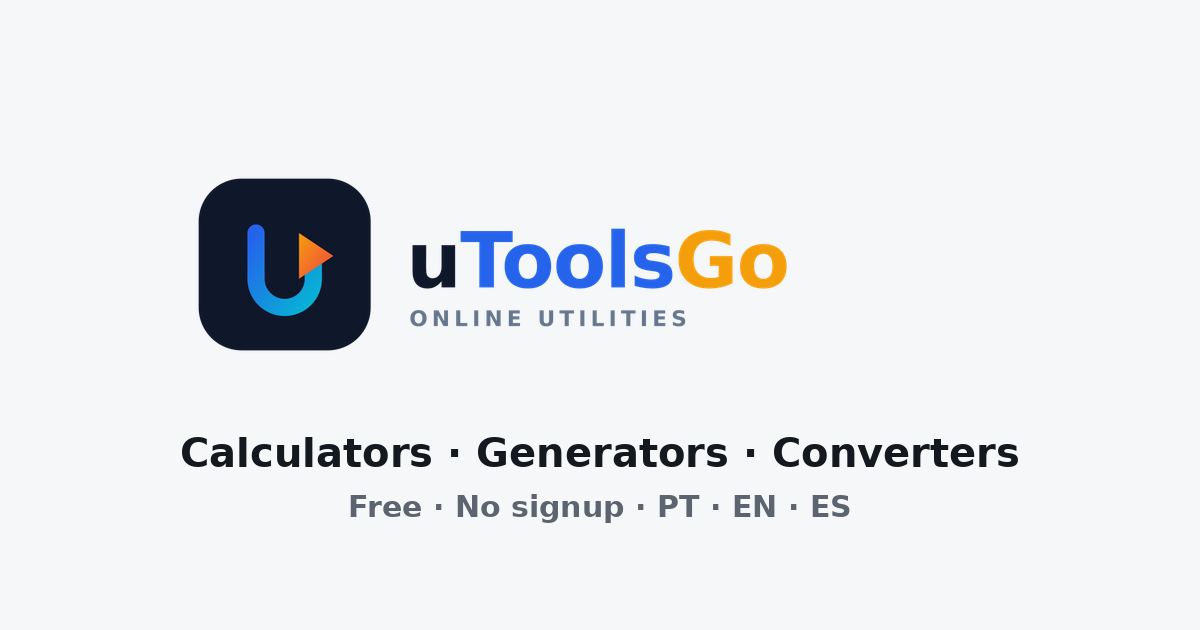 uToolsGo
ONLINE UTILITIES
Calculators · Generators · Converters
Free · No signup · PT · EN · ES